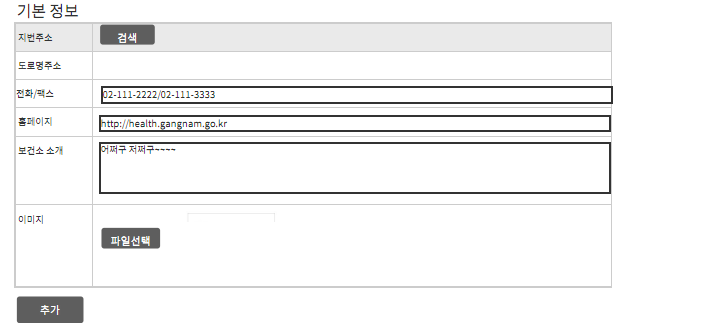 기본 정보
지번주소 검색
도로명주소
전화/팩스 02-111-2222/02-111-3333
홈페이지 http://health.gangnam.go.kr
보건소 소개 어쩌구 저쩌구~~~~
이미지
파일선택
추가